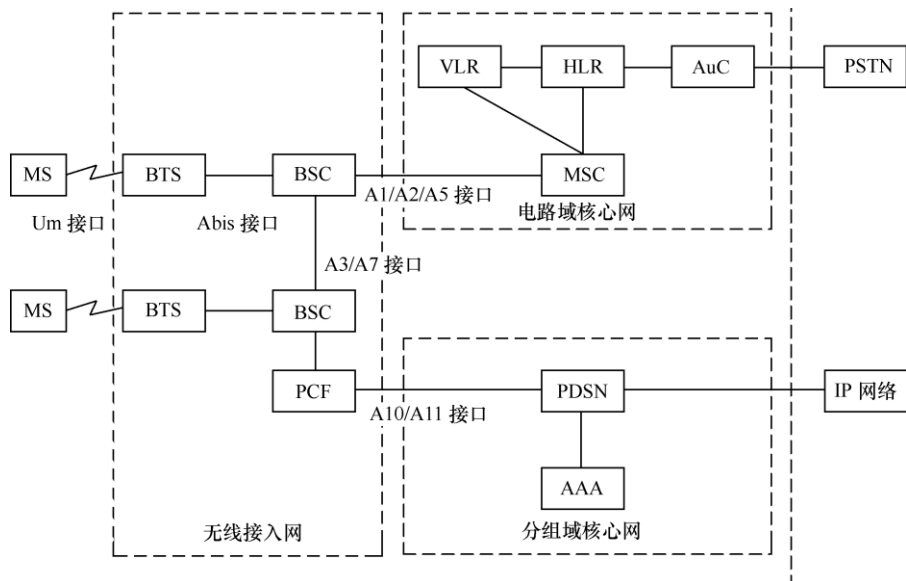 VLR
HLR
AuC
PSTN
MS
BTS
BSC
MSC
A1/A2/A5 接口
电路域核心网
Um 接口
Abis 接口
A3/A7 接口
MS
BTS
BSC
PCF
PDSN
IP 网络
A10/A11 接口
AAA
无线接入网
分组域核心网